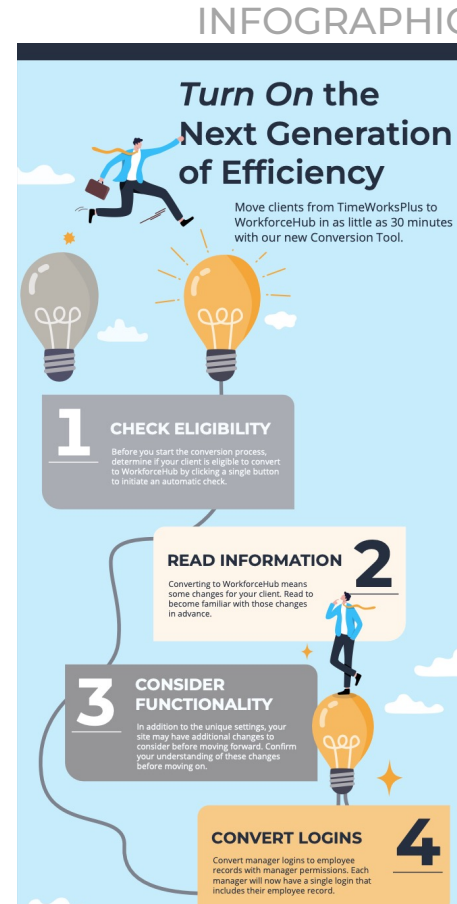 INFOGRAPHIC
Turn On the
Next Generation
of Efficiency
Move clients from TimeWorksPlus to
WorkforceHub in as little as 30 minutes
with our new Conversion Tool.
1
CHECK ELIGIBILITY
Before you start the conversion process,
determine if your client is eligible to convert
to WorkforceHub by clicking a single button
to initiate an automatic check.
2
READ INFORMATION
Converting to WorkforceHub means
some changes for your client. Read to
become familiar with those changes
in advance.
3
CONSIDER
FUNCTIONALITY
In addition to the unique settings, your
site may have additional changes to
consider before moving forward. Confirm
your understanding of these changes
before moving on.
4
CONVERT LOGINS
Convert manager logins to employee
records with manager permissions. Each
manager will now have a single login that
includes their employee record.